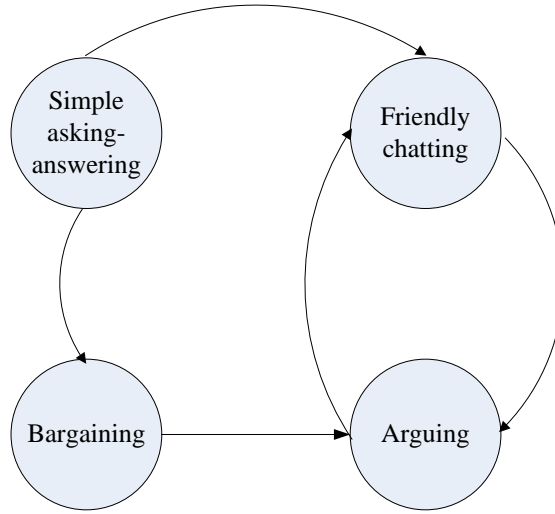 Simple
asking-
answering
Friendly
chatting
Bargaining
Arguing